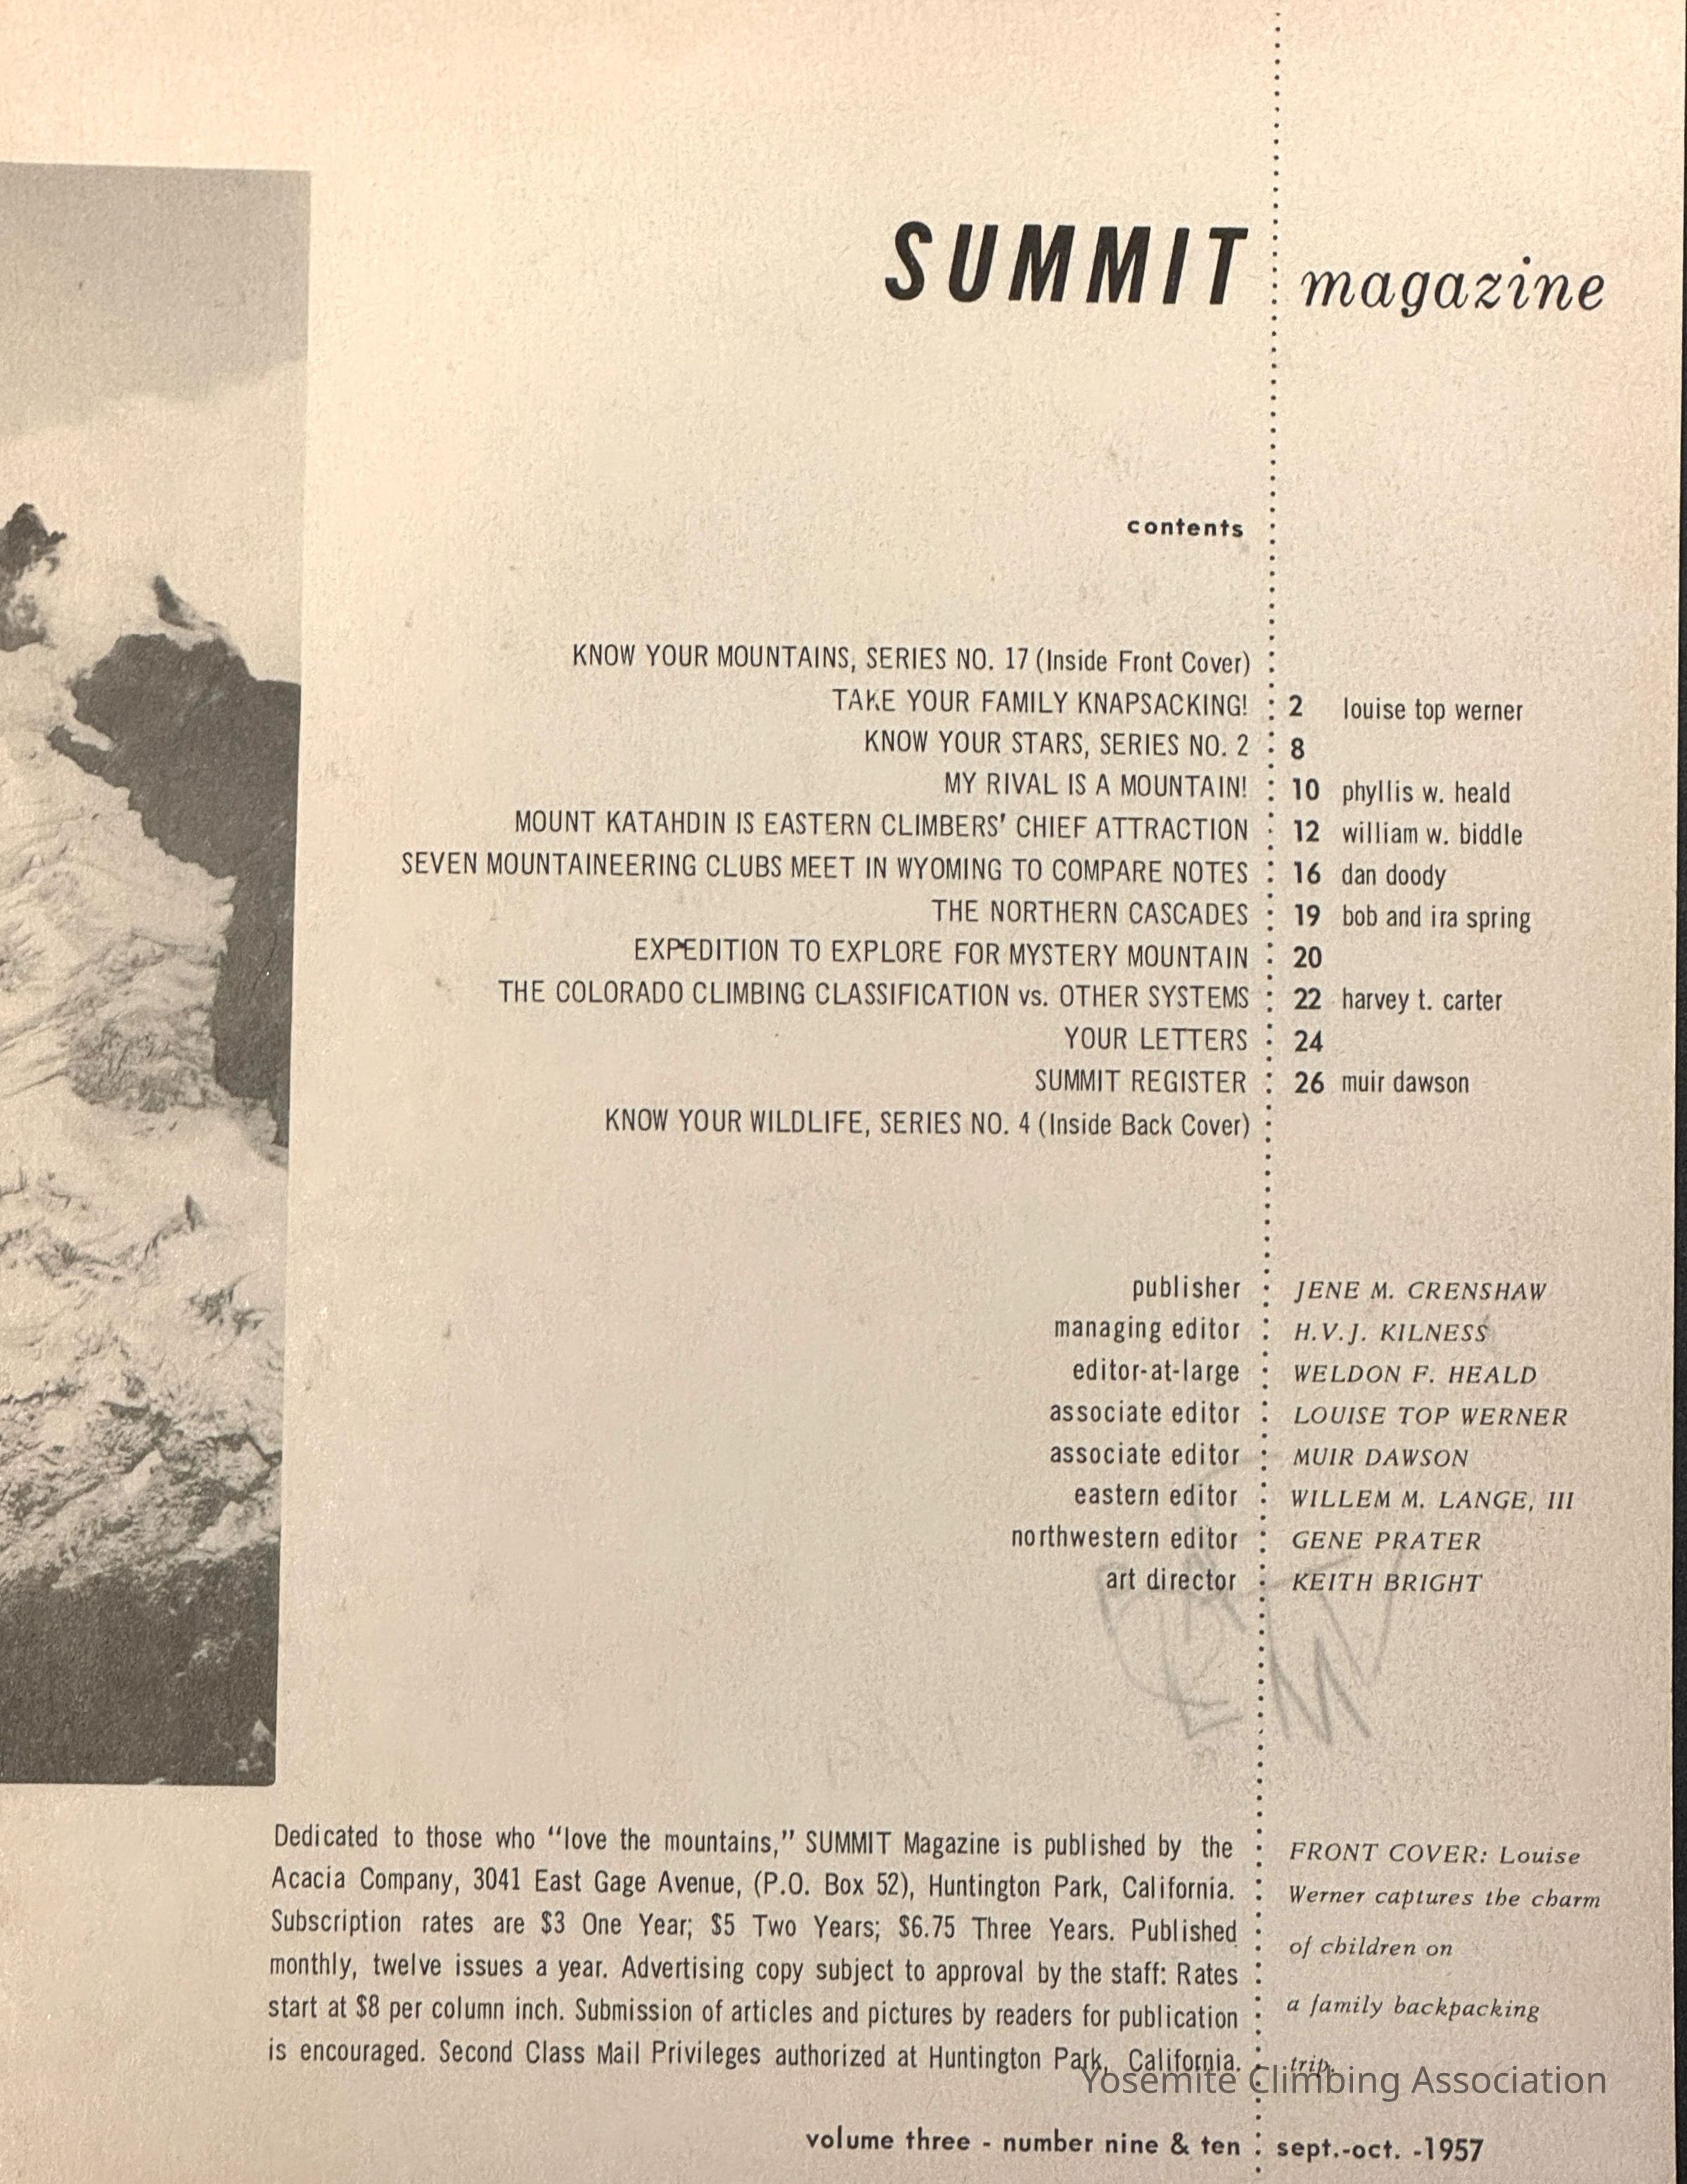 SUMMIT magazine
contents
KNOW YOUR MOUNTAINS, SERIES NO. 17 (Inside Front Cover)
TAKE YOUR FAMILY KNAPSACKING! 2 louise top werner
KNOW YOUR STARS, SERIES NO. 2 8
MY RIVAL IS A MOUNTAIN! 10 phyllis w. heald
MOUNT KATAHDIN IS EASTERN CLIMBERS' CHIEF ATTRACTION 12 william w. biddle
SEVEN MOUNTAINEERING CLUBS MEET IN WYOMING TO COMPARE NOTES 16 dan doody
THE NORTHERN CASCADES 19 bob and ira spring
EXPEDITION TO EXPLORE FOR MYSTERY MOUNTAIN 20
THE COLORADO CLIMBING CLASSIFICATION vs. OTHER SYSTEMS 22 harvey t. carter
YOUR LETTERS 24
SUMMIT REGISTER 26 muir dawson
KNOW YOUR WILDLIFE, SERIES NO. 4 (Inside Back Cover)
publisher JENE M. CRENSHAW
managing editor H.V.J. KILNESS
editor-at-large WELDON F. HEALD
associate editor LOUISE TOP WERNER
associate editor MUIR DAWSON
eastern editor WILLEM M. LANGE, III
northwestern editor GENE PRATER
art director KEITH BRIGHT
Dedicated to those who “love the mountains,” SUMMIT Magazine is published by the
Acacia Company, 3041 East Gage Avenue, (P.O. Box 52), Huntington Park, California.
Subscription rates are $3 One Year; $5 Two Years; $6.75 Three Years. Published
monthly, twelve issues a year. Advertising copy subject to approval by the staff: Rates
start at $8 per column inch. Submission of articles and pictures by readers for publication
is encouraged. Second Class Mail Privileges authorized at Huntington Park, California.
FRONT COVER: Louise
Werner captures the charm
of children on
a family backpacking
trip.
Yosemite Climbing Association
volume three - number nine & ten sept.-oct. -1957